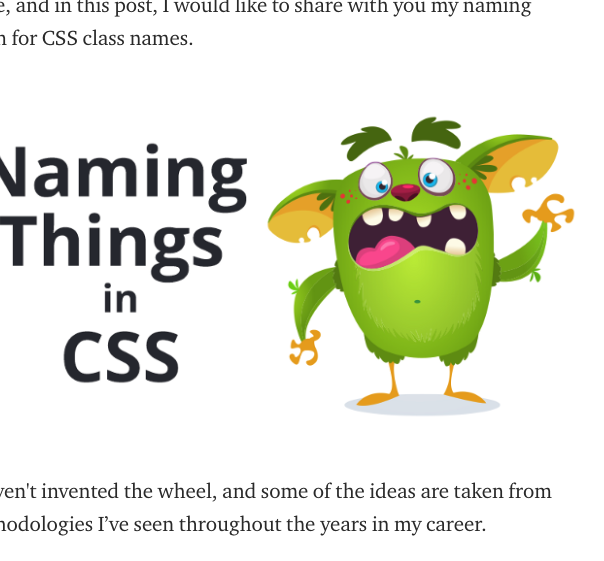 , and in this post, I would like to share with you my naming
for CSS class names.
Naming
Things
in
CSS
ven't invented the wheel, and some of the ideas are taken from
hodologies I’ve seen throughout the years in my career.